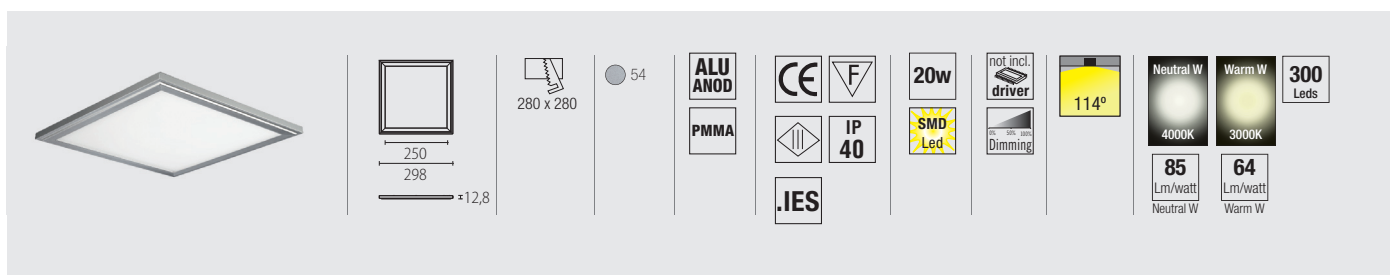 250
298
12,8
280 x 280
54
ALU
ANOD
PMMA
CE
F
III
IP
40
.IES
20w
SMD
Led
not incl.
driver
0% 50% 100%
Dimming
114º
Neutral W
4000K
85
Lm/watt
Neutral W
Warm W
3000K
64
Lm/watt
Warm W
300
Leds